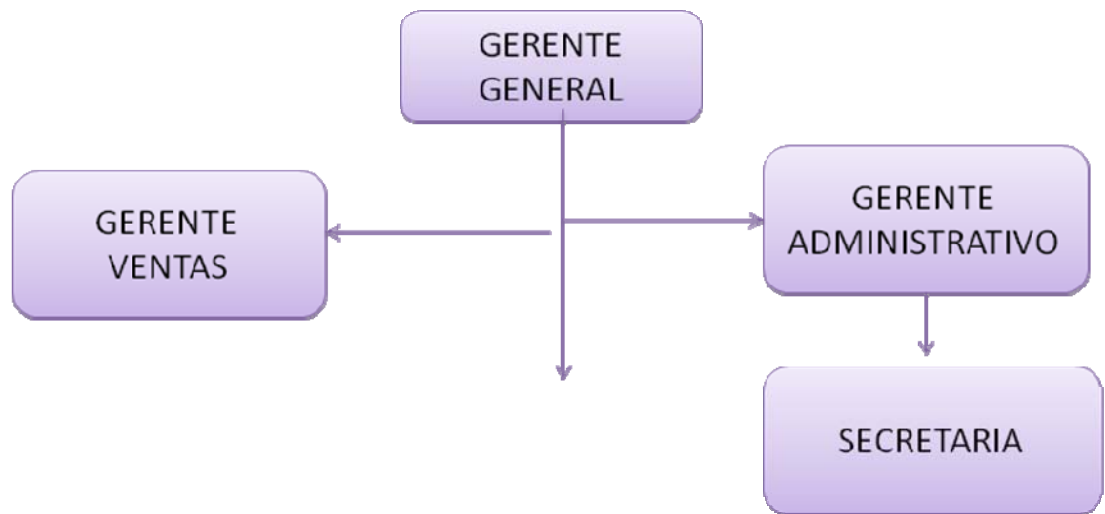 GERENTE
GENERAL
GERENTE
VENTAS
GERENTE
ADMINISTRATIVO
SECRETARIA